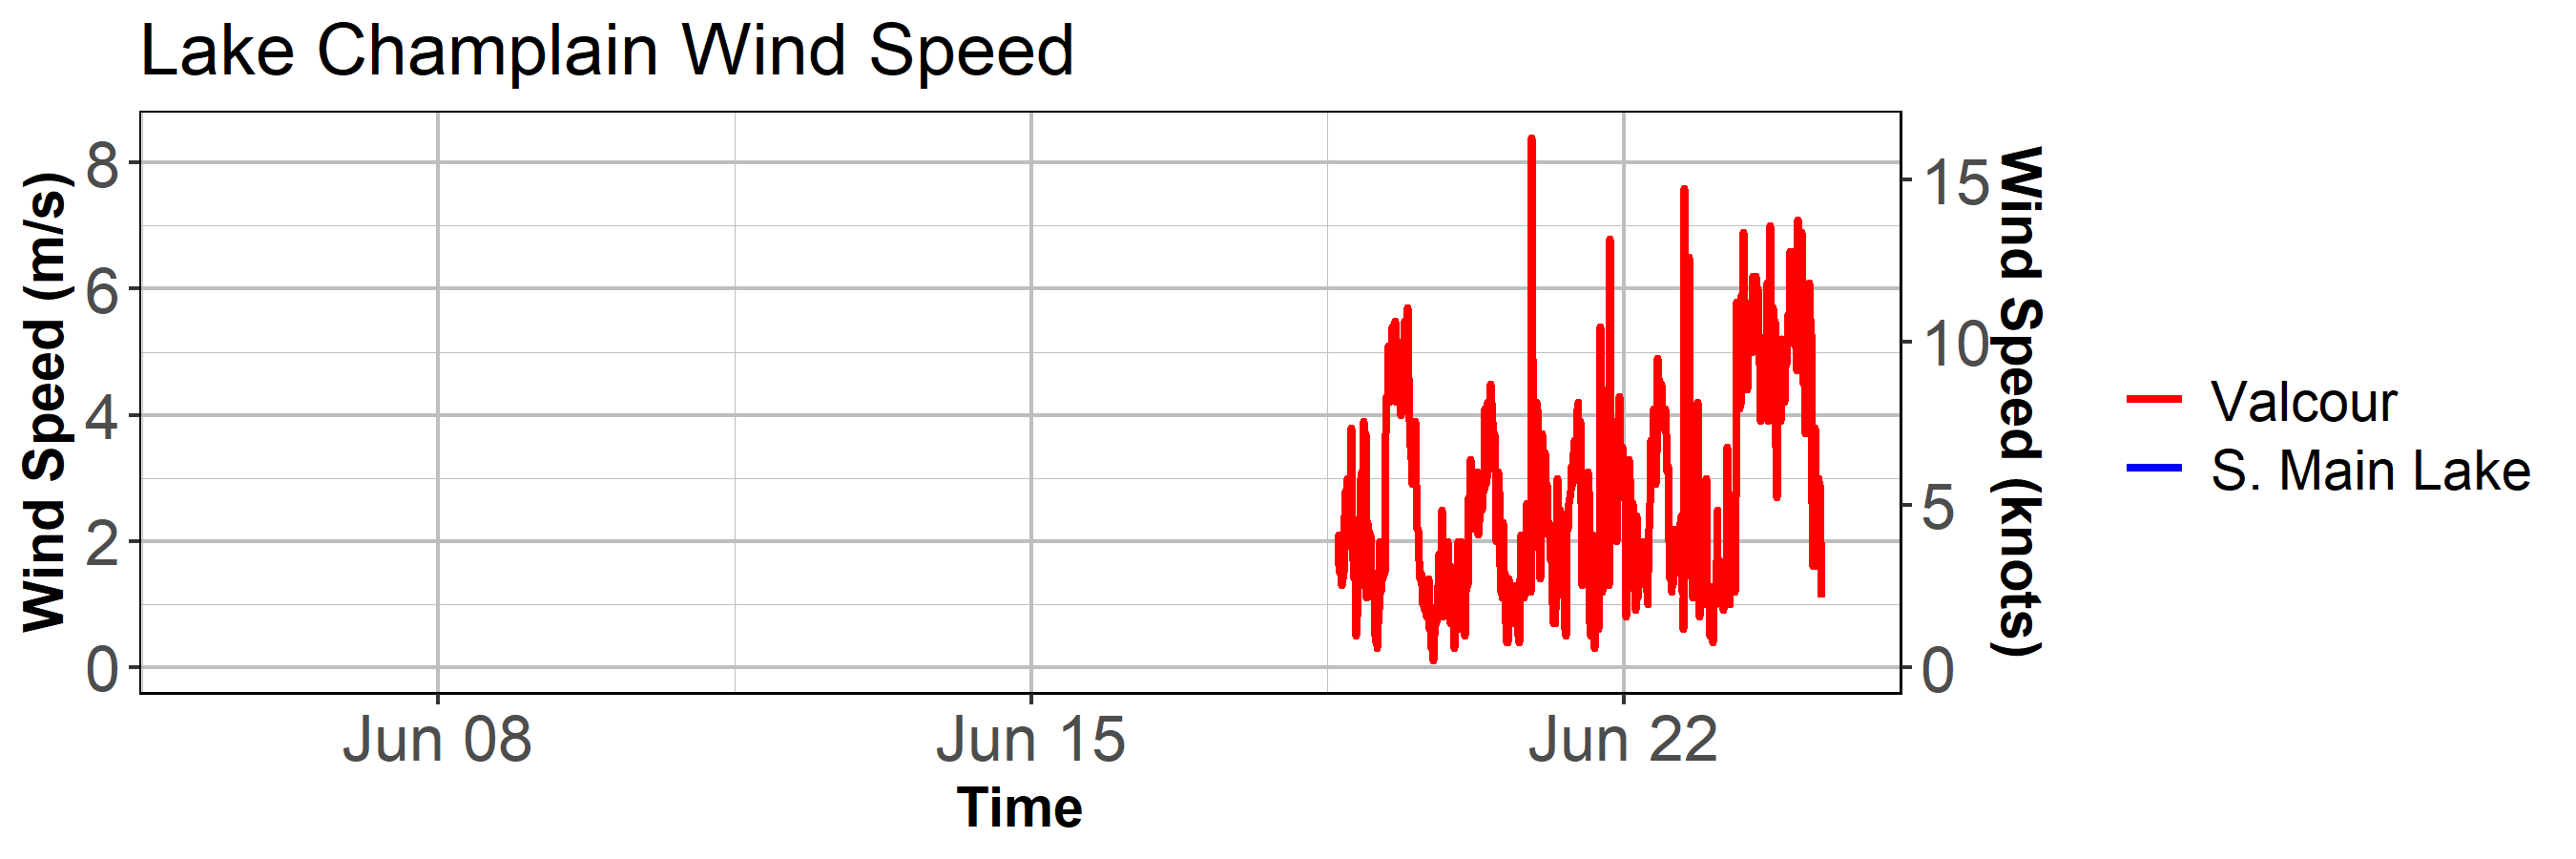 Lake Champlain Wind Speed
Wind Speed (m/s)
8
6
4
2
0
15
10
5
0
Wind Speed (knots)
Jun 08
Jun 15
Jun 22
Time
Valcour
S. Main Lake